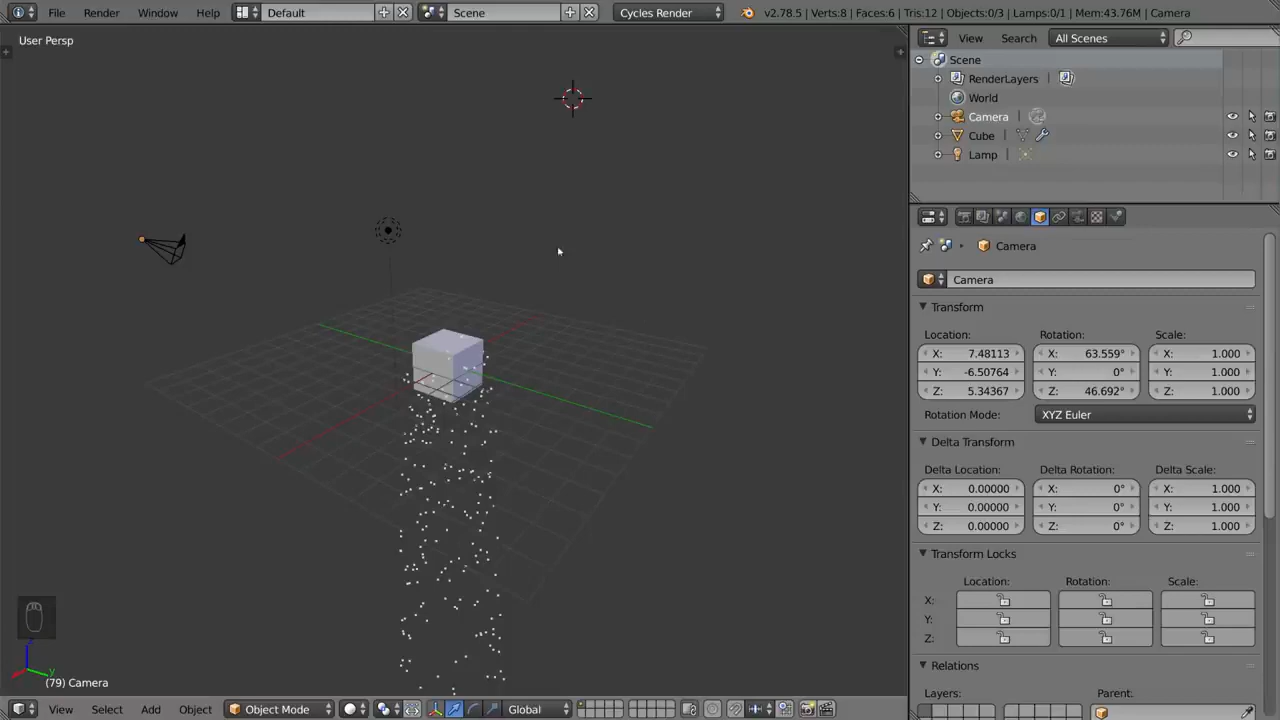 File Render Window Help Default Scene Cycles Render v2.78.5 | Verts:8 | Faces:6 | Tris:12 | Objects:0/3 | Lamps:0/1 | Mem:43.76M | Camera
User Persp
View Search All Scenes
Scene
RenderLayers
World
Camera
Cube
Lamp
Camera
Camera
Transform
Location: Rotation: Scale:
X: 7.48113 X: 63.559° X: 1.000
Y: -6.50764 Y: 0° Y: 1.000
Z: 5.34367 Z: 46.692° Z: 1.000
Rotation Mode: XYZ Euler
Delta Transform
Delta Location: Delta Rotation: Delta Scale:
X: 0.00000 X: 0° X: 1.000
Y: 0.00000 Y: 0° Y: 1.000
Z: 0.00000 Z: 0° Z: 1.000
Transform Locks
Location: Rotation: Scale:
X:
Y:
Z:
Relations
Layers: Parent:
z
y
(79) Camera
View Select Add Object Object Mode Global